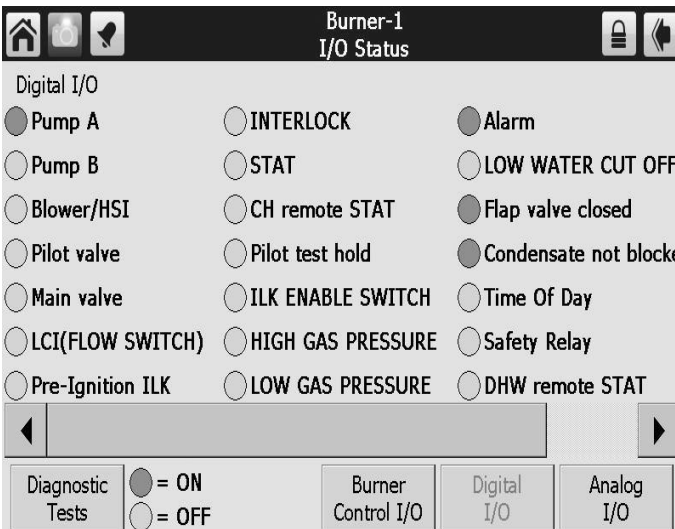 Burner-1
I/O Status
Digital I/O
Pump A
INTERLOCK
Alarm
Pump B
STAT
LOW WATER CUT OFF
Blower/HSI
CH remote STAT
Flap valve closed
Pilot valve
Pilot test hold
Condensate not blocke
Main valve
ILK ENABLE SWITCH
Time Of Day
LCI(FLOW SWITCH)
HIGH GAS PRESSURE
Safety Relay
Pre-Ignition ILK
LOW GAS PRESSURE
DHW remote STAT
Diagnostic
Tests
= ON
= OFF
Burner
Control I/O
Digital
I/O
Analog
I/O